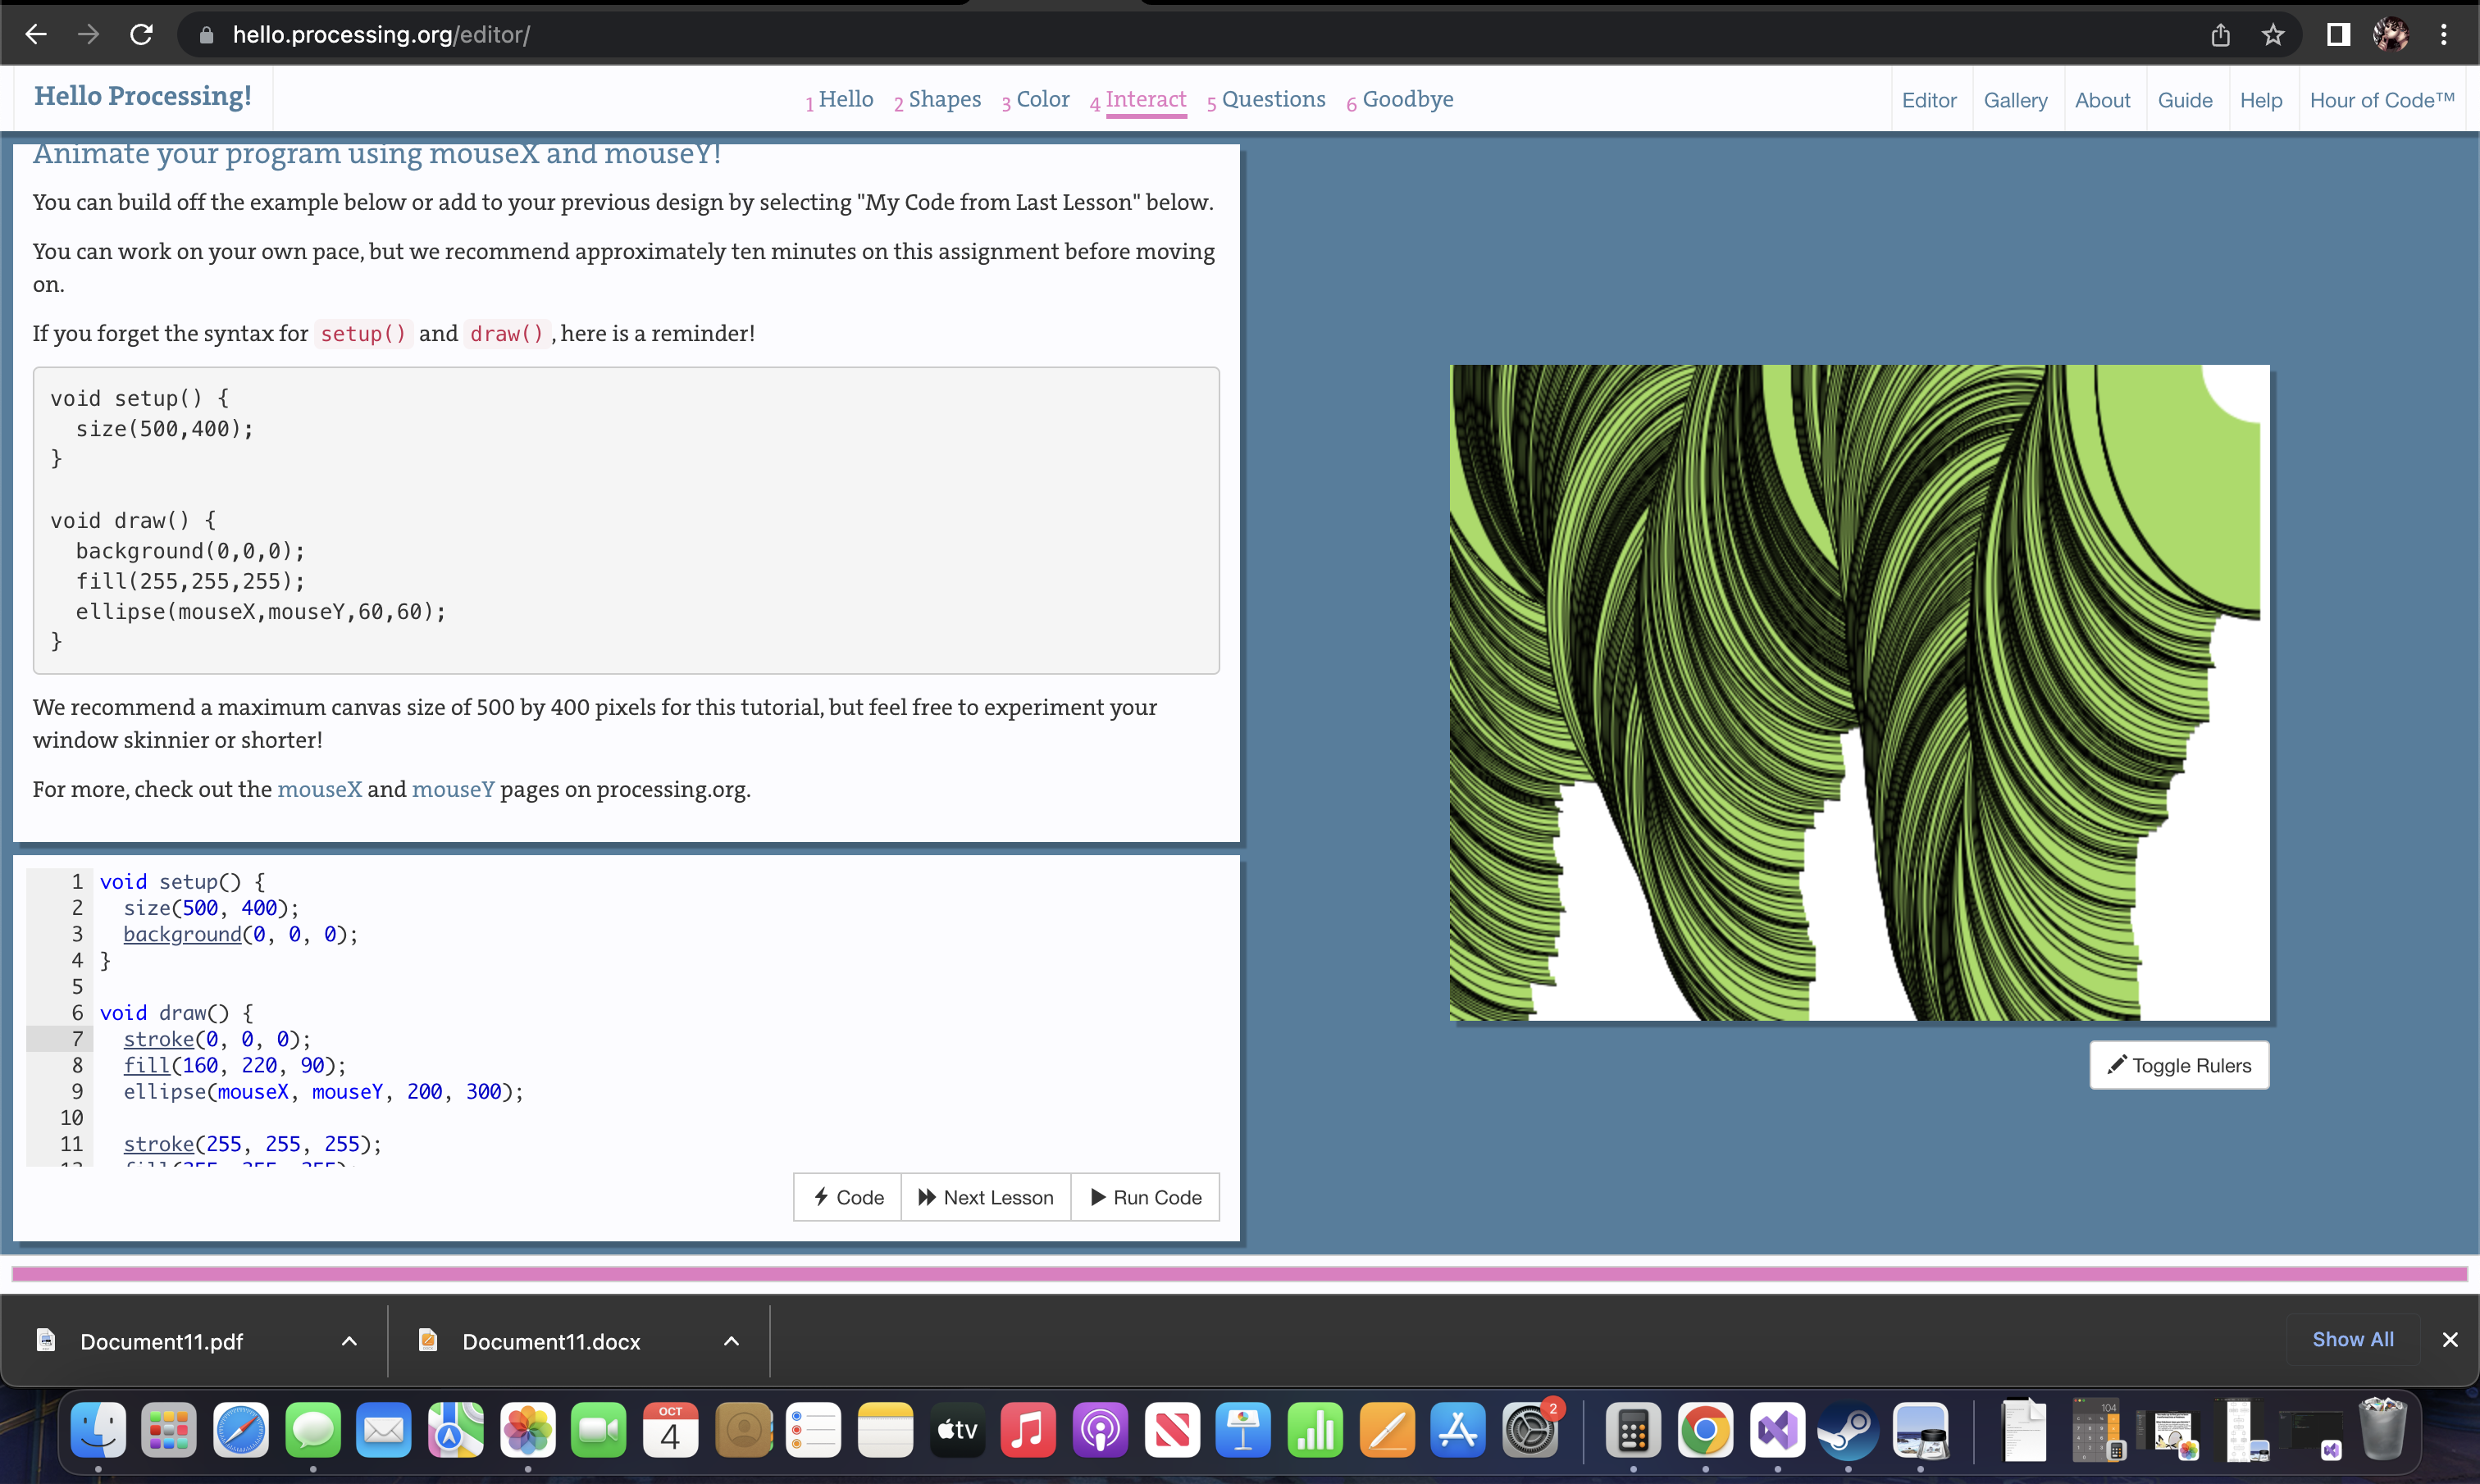 hello.processing.org/editor/
Hello Processing!
1 Hello 2 Shapes 3 Color 4 Interact 5 Questions 6 Goodbye
Editor Gallery About Guide Help Hour of Code™
Animate your program using mouseX and mouseY!
You can build off the example below or add to your previous design by selecting "My Code from Last Lesson" below.
You can work on your own pace, but we recommend approximately ten minutes on this assignment before moving
on.
If you forget the syntax for setup() and draw(), here is a reminder!
void setup() {
size(500,400);
}
void draw() {
background(0,0,0);
fill(255,255,255);
ellipse(mouseX,mouseY,60,60);
}
We recommend a maximum canvas size of 500 by 400 pixels for this tutorial, but feel free to experiment your
window skinnier or shorter!
For more, check out the mouseX and mouseY pages on processing.org.
1 void setup() {
2 size(500, 400);
3 background(0, 0, 0);
4 }
5
6 void draw() {
7 stroke(0, 0, 0);
8 fill(160, 220, 90);
9 ellipse(mouseX, mouseY, 200, 300);
10
11 stroke(255, 255, 255);
Code Next Lesson Run Code
Toggle Rulers
Document11.pdf
Document11.docx
Show All
OCT
4
tv
2
104